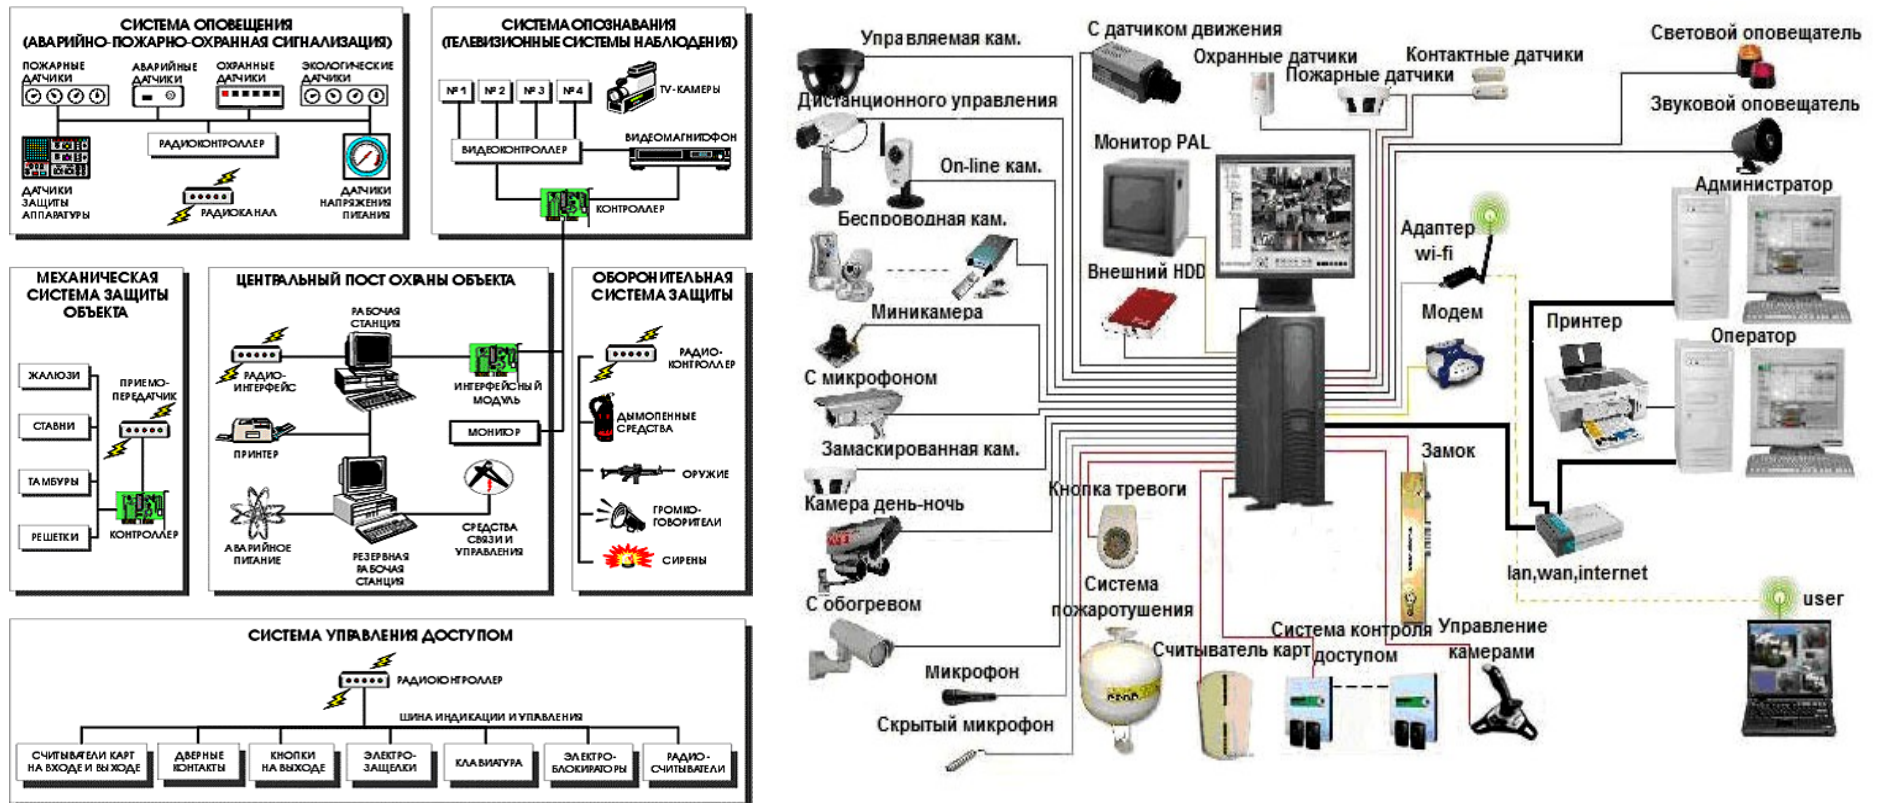 СИСТЕМА ОПОВЕЩЕНИЯ
(АВАРИЙНО-ПОЖАРНО-ОХРАННАЯ СИГНАЛИЗАЦИЯ)
ПОЖАРНЫЕ
ДАТЧИКИ
АВАРИЙНЫЕ
ДАТЧИКИ
ОХРАННЫЕ
ДАТЧИКИ
ЭКОЛОГИЧЕСКИЕ
ДАТЧИКИ
РАДИОКОНТРОЛЛЕР
ДАТЧИКИ
ЗАЩИТЫ
АППАРАТУРЫ
РАДИОКАНАЛ
ДАТЧИКИ
НАПРЯЖЕНИЯ
ПИТАНИЯ
СИСТЕМА ОПОЗНАВАНИЯ
(ТЕЛЕВИЗИОННЫЕ СИСТЕМЫ НАБЛЮДЕНИЯ)
№1
№2
№3
№4
TV-КАМЕРЫ
ВИДЕОМАГНИТОФОН
ВИДЕОКОНТРОЛЛЕР
КОНТРОЛЛЕР
МЕХАНИЧЕСКАЯ
СИСТЕМА ЗАЩИТЫ
ОБЪЕКТА
ЖАЛЮЗИ
СТАВНИ
ТАМБУРЫ
РЕШЕТКИ
ПРИЕМО-
ПЕРЕДАТЧИК
КОНТРОЛЛЕР
ЦЕНТРАЛЬНЫЙ ПОСТ ОХРАНЫ ОБЪЕКТА
РАБОЧАЯ
СТАНЦИЯ
РАДИО-
ИНТЕРФЕЙС
ИНТЕРФЕЙСНЫЙ
МОДУЛЬ
ПРИНТЕР
МОНИТОР
АВАРИЙНОЕ
ПИТАНИЕ
РЕЗЕРВНАЯ
РАБОЧАЯ
СТАНЦИЯ
СРЕДСТВА
СВЯЗИ И
УПРАВЛЕНИЯ
ОБОРОНИТЕЛЬНАЯ
СИСТЕМА ЗАЩИТЫ
РАДИО-
КОНТРОЛЛЕР
ДЫМОПЕННЫЕ
СРЕДСТВА
ОРУЖИЕ
ГРОМКО-
ГОВОРИТЕЛИ
СИРЕНЫ
СИСТЕМА УПРАВЛЕНИЯ ДОСТУПОМ
РАДИОКОНТРОЛЛЕР
ШИНА ИНДИКАЦИИ И УПРАВЛЕНИЯ
СЧИТЫВАТЕЛИ КАРТ
НА ВХОДЕ И ВЫХОДЕ
ДВЕРНЫЕ
КОНТАКТЫ
КНОПКИ
НА ВЫХОДЕ
ЭЛЕКТРО-
ЗАЩЕЛКИ
КЛАВИАТУРА
ЭЛЕКТРО-
БЛОКИРАТОРЫ
РАДИО-
СЧИТЫВАТЕЛИ
Управляемая кам.
С датчиком движения
Охранные датчики
Пожарные датчики
Контактные датчики
Световой оповещатель
Звуковой оповещатель
Дистанционного управления
On-line кам.
Беспроводная кам.
Миникамера
С микрофоном
Замаскированная кам.
Камера день-ночь
С обогревом
Микрофон
Скрытый микрофон
Монитор PAL
Внешний HDD
Администратор
Адаптер
wi-fi
Модем
Принтер
Оператор
Замок
Кнопка тревоги
Система
пожаротушения
Считыватель карт
Система контроля
доступом
Управление
камерами
lan,wan,internet
user